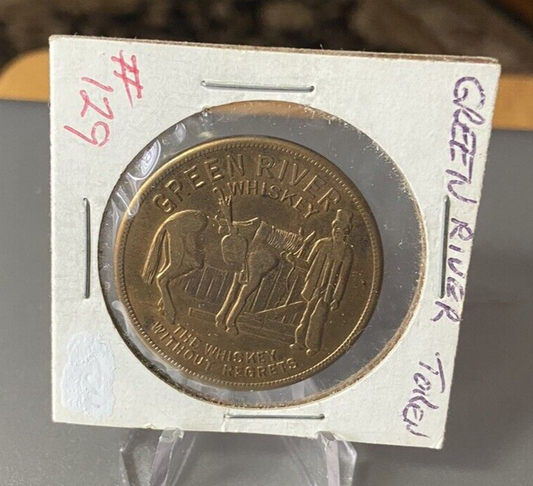 #129
GREEN RIVER
WHISKEY
THE WHISKEY
WITHOUT REGRETS
GREEN RIVER TOKEN